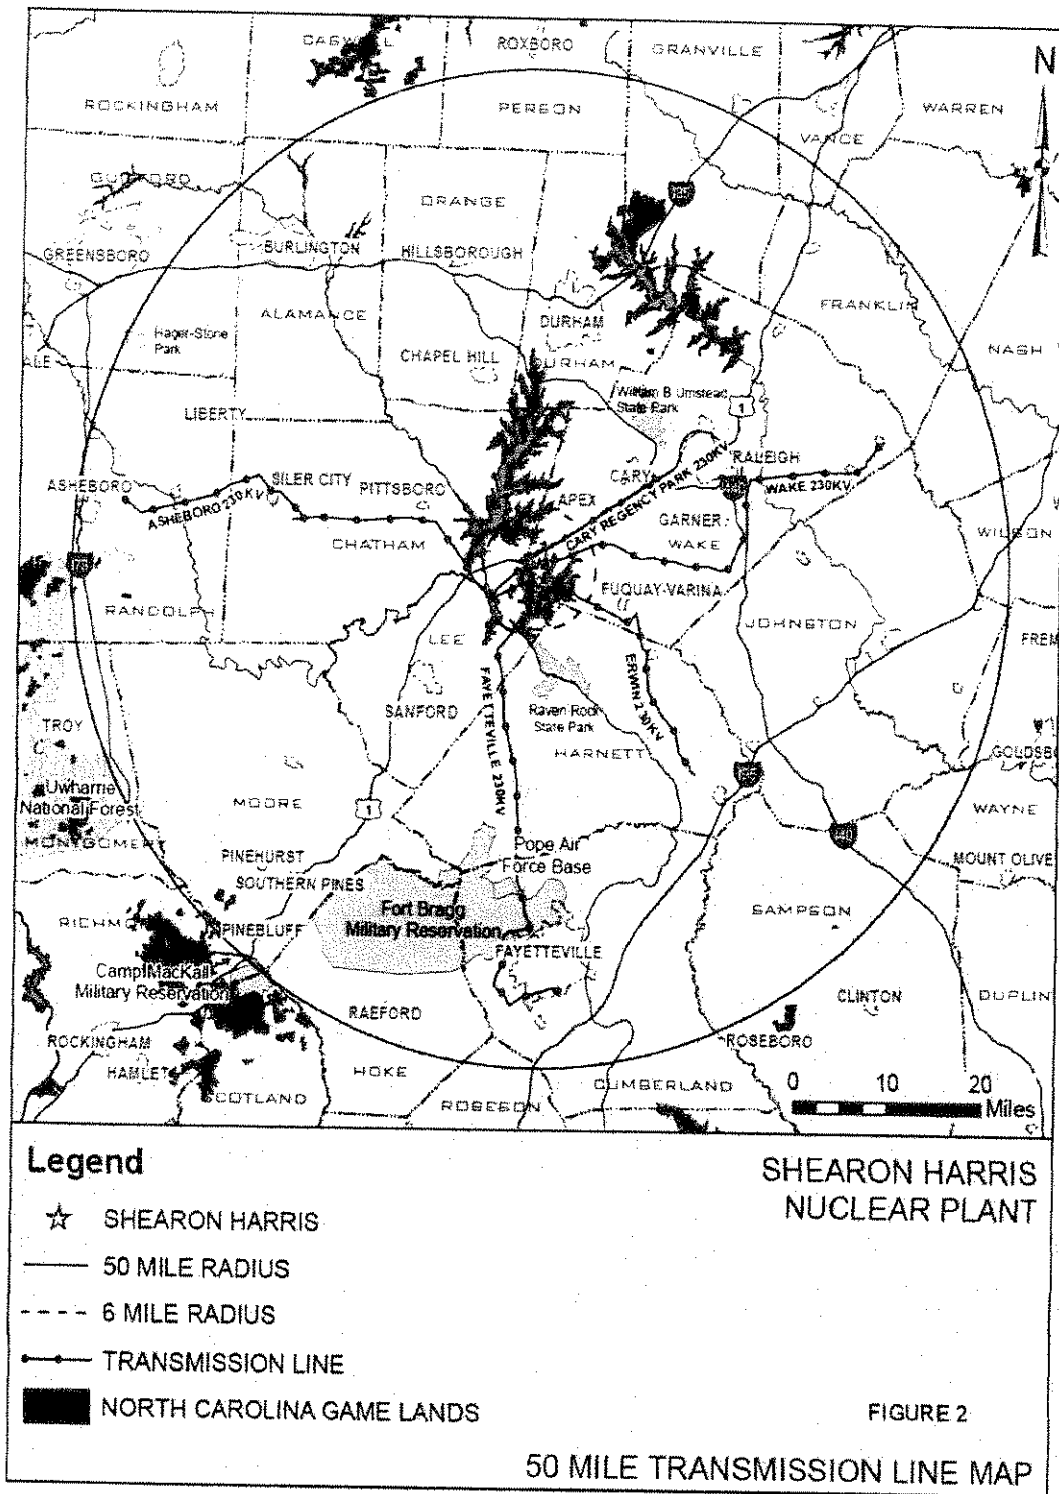 CASWELL
ROXBORO
GRANVILLE
N
ROCKINGHAM
PERSON
WARREN
VANCE
GUILFORD
ORANGE
GREENSBORO
BURLINGTON
HILLSBOROUGH
ALAMANCE
DURHAM
FRANKLIN
Hager-Stone
Park
CHAPEL HILL
DURHAM
NASH
ALE
William B Umstead
State Park
LIBERTY
1
RALEIGH
ASHEBORO
SILER CITY
PITTSBORO
CARY
ASHEBORO 230KV
APEX
CARY REGENCY PARK 230KV
WAKE 230KV
GARNER
CHATHAM
WAKE
WILSON
RANDOLPH
FUQUAY-VARINA
LEE
JOHNSTON
FREM
FAYETTEVILLE 230KV
ERWIN 230KV
SANFORD
Raven Rock
State Park
TROY
HARNETT
GOLDSBO
Uwharrie
National Forest
MOORE
1
WAYNE
MONTGOMERY
PINEHURST
Pope Air
Force Base
MOUNT OLIVE
SOUTHERN PINES
RICHM
PINEBLUFF
Fort Bragg
Military Reservation
SAMPSON
FAYETTEVILLE
Camp MacKall
Military Reservation
CLINTON
DUPLIN
RAEFORD
ROCKINGHAM
ROSEBORO
HAMLET
HOKE
CUMBERLAND
0 10 20
SCOTLAND
ROBESON
Miles
Legend
SHEARON HARRIS
NUCLEAR PLANT
SHEARON HARRIS
50 MILE RADIUS
6 MILE RADIUS
TRANSMISSION LINE
NORTH CAROLINA GAME LANDS
FIGURE 2
50 MILE TRANSMISSION LINE MAP